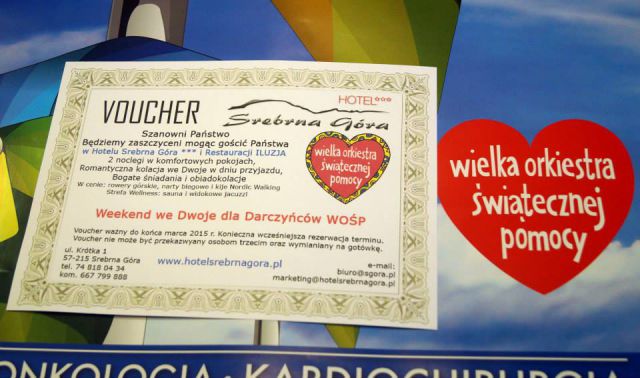 VOUCHER
HOTEL***
Srebrna Góra
Szanowni Państwo
Będziemy zaszczyceni mogąc gościć Państwa
w Hotelu Srebrna Góra *** i Restauracji ILUZJA
2 noclegi w komfortowych pokojach,
Romantyczna kolacja we Dwoje w dniu przyjazdu,
Bogate śniadania i obiadokolacje
W cenie: rowery górskie, narty biegowe i kije Nordic Walking
Strefa Wellness: sauna i widokowe jacuzzi
wielka orkiestra
świątecznej
pomocy
Weekend we Dwoje dla Darczyńców WOŚP
Voucher ważny do końca marca 2015 r. Konieczna wcześniejsza rezerwacja terminu.
Voucher nie może być przekazywany osobom trzecim oraz wymieniany na gotówkę.
ul. Krótka 1
57-215 Srebrna Góra
tel. 74 818 04 34
kom. 667 799 888
www.hotelsrebrnagora.pl
e-mail:
biuro@sgora.pl
marketing@hotelsrebrnagora.pl
wielka orkiestra
świątecznej
pomocy
ONKOLOGIA · KARDIOCHIRURGIA